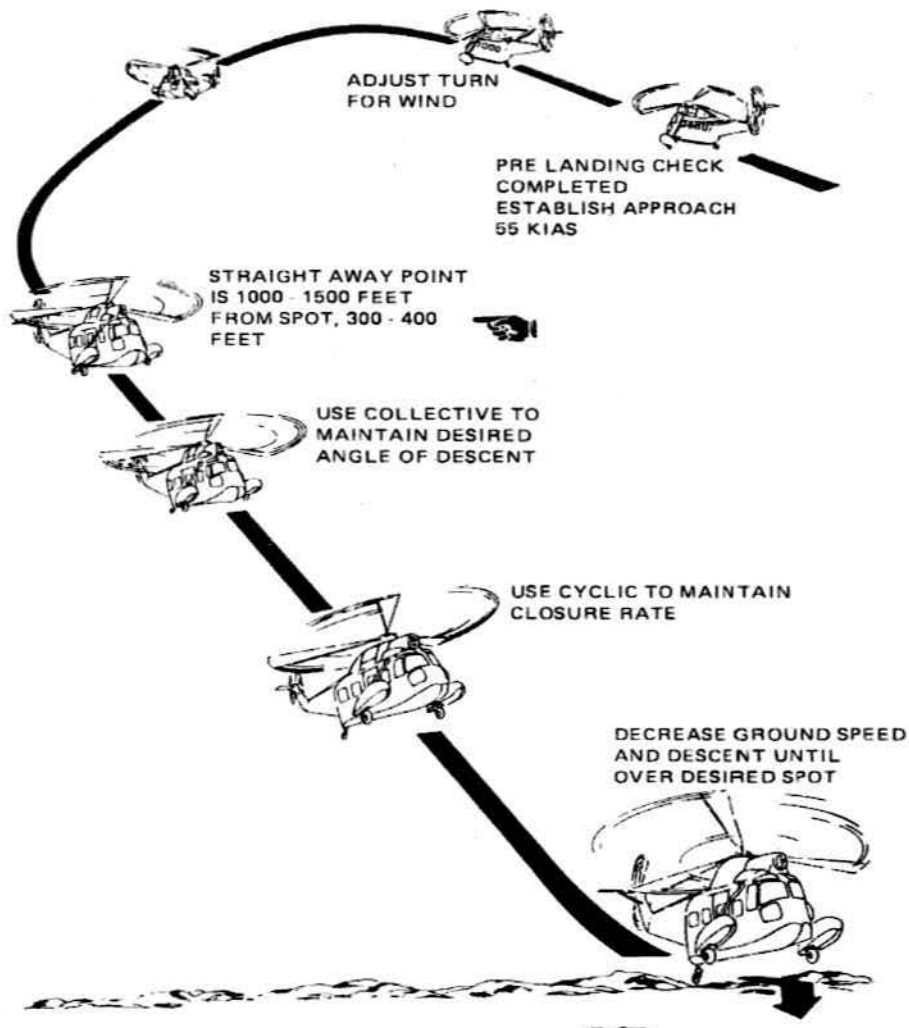 ADJUST TURN
FOR WIND
PRE LANDING CHECK
COMPLETED
ESTABLISH APPROACH
55 KIAS
STRAIGHT AWAY POINT
IS 1000 - 1500 FEET
FROM SPOT, 300 - 400
FEET
USE COLLECTIVE TO
MAINTAIN DESIRED
ANGLE OF DESCENT
USE CYCLIC TO MAINTAIN
CLOSURE RATE
DECREASE GROUND SPEED
AND DESCENT UNTIL
OVER DESIRED SPOT